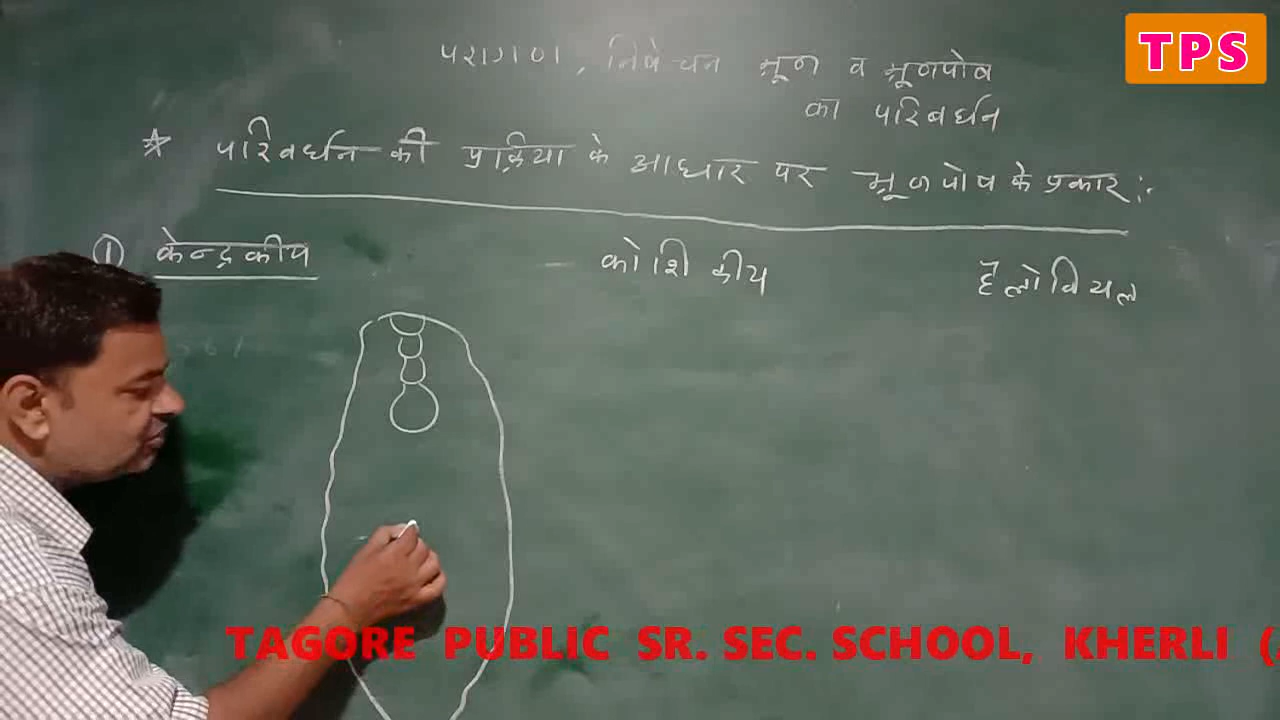 TPS
परागण, निषेचन भ्रूण व भ्रूणपोष
का परिवर्धन
* परिवर्धन की प्रक्रिया के आधार पर भ्रूणपोष के प्रकार :-
① केन्द्रकीय कोशिकीय हैलोबियल
TAGORE PUBLIC SR. SEC. SCHOOL, KHERLI